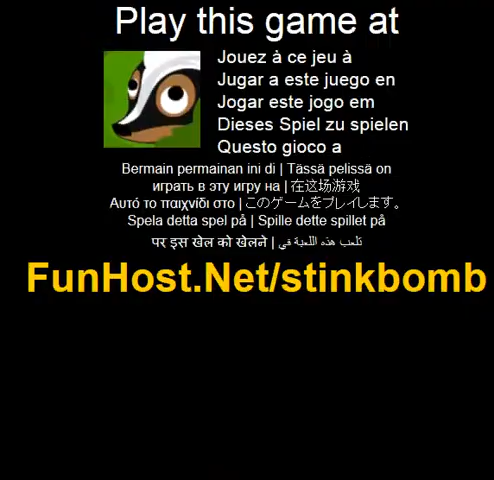 Play this game at
Jouez à ce jeu à
Jugar a este juego en
Jogar este jogo em
Dieses Spiel zu spielen
Questo gioco a
Bermain permainan ini di | Tässä pelissä on
играть в эту игру на | 在这场游戏
Αυτό το παιχνίδι στο | このゲームをプレイします。
Spela detta spel på | Spille dette spillet på
पर इस खेल को खेलने | تلعب هذه اللعبة في
FunHost.Net/stinkbomb